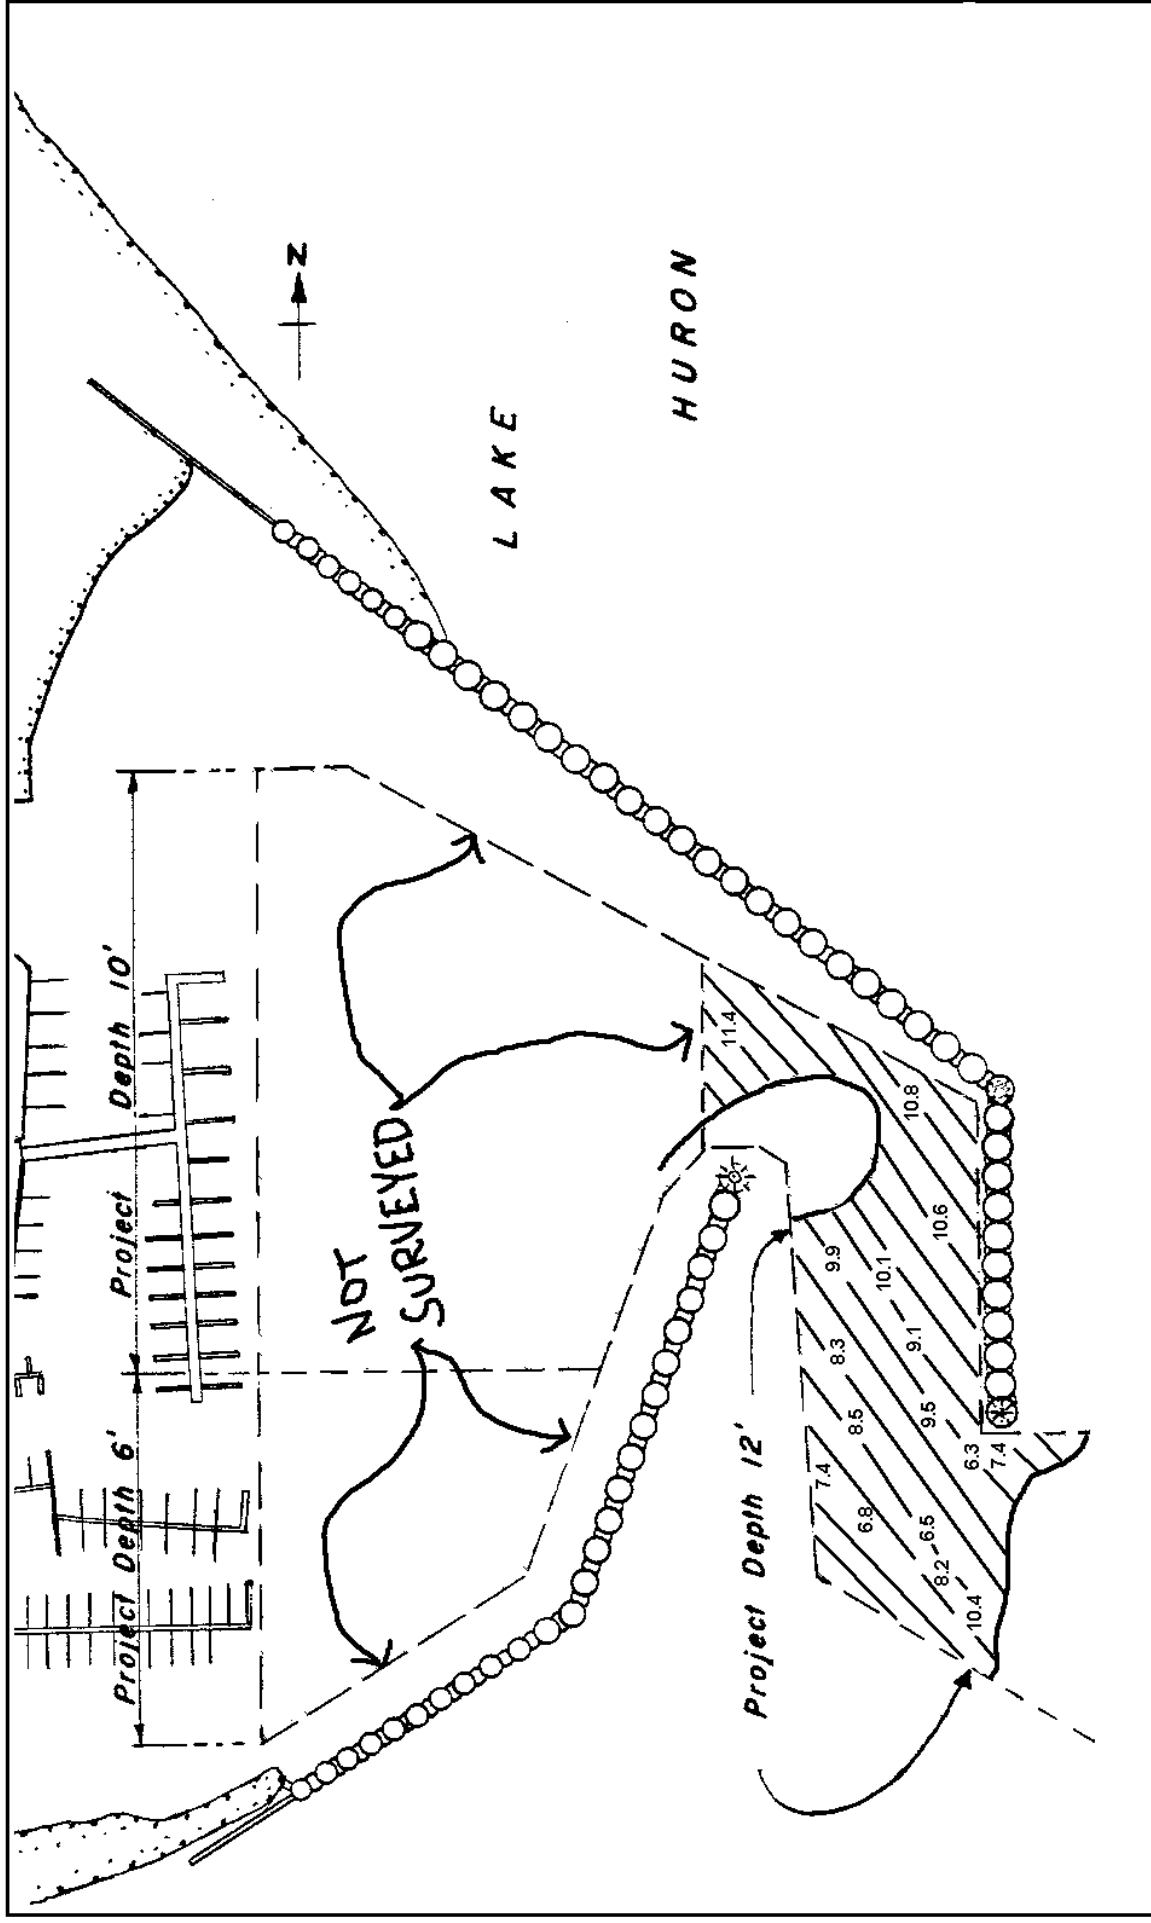 Project Depth 6'
Project Depth 10'
N
NOT
SURVEYED
LAKE
HURON
Project Depth 12'
11.4
10.8
10.6
9.9
10.1
9.1
8.3
8.5
9.5
7.4
6.8
6.5
8.2
10.4
6.3
7.4